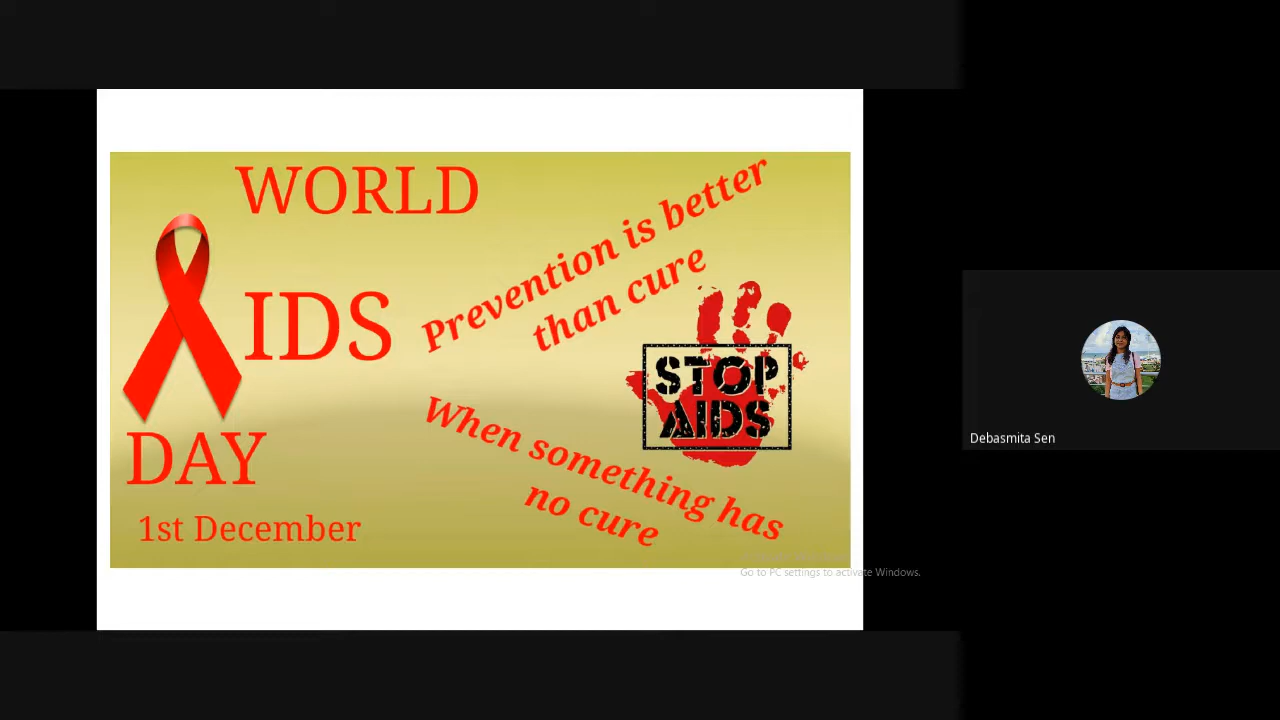 WORLD
IDS
DAY
1st December
Prevention is better
than cure
STOP
AIDS
When something has
no cure
Go to PC settings to activate Windows.
Debasmita Sen